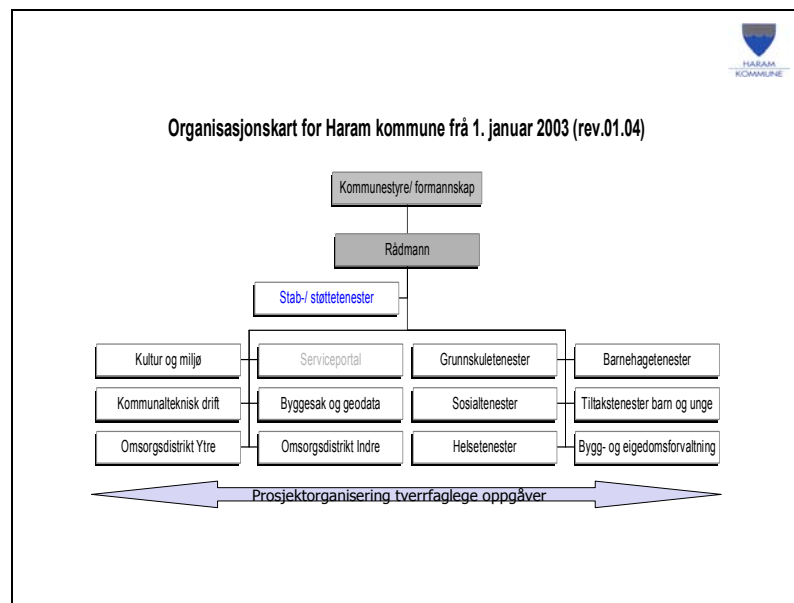 HARAM
KOMMUNE
Organisasjonskart for Haram kommune frå 1. januar 2003 (rev.01.04)
Kommunestyre/ formannskap
Rådmann
Stab-/ støttetenester
Kultur og miljø
Serviceportal
Grunnskuletenester
Barnehagetenester
Kommunalteknisk drift
Byggesak og geodata
Sosialtenester
Tiltakstenester barn og unge
Omsorgsdistrikt Ytre
Omsorgsdistrikt Indre
Helsetenester
Bygg- og eigedomsforvaltning
Prosjektorganisering tverrfaglege oppgåver